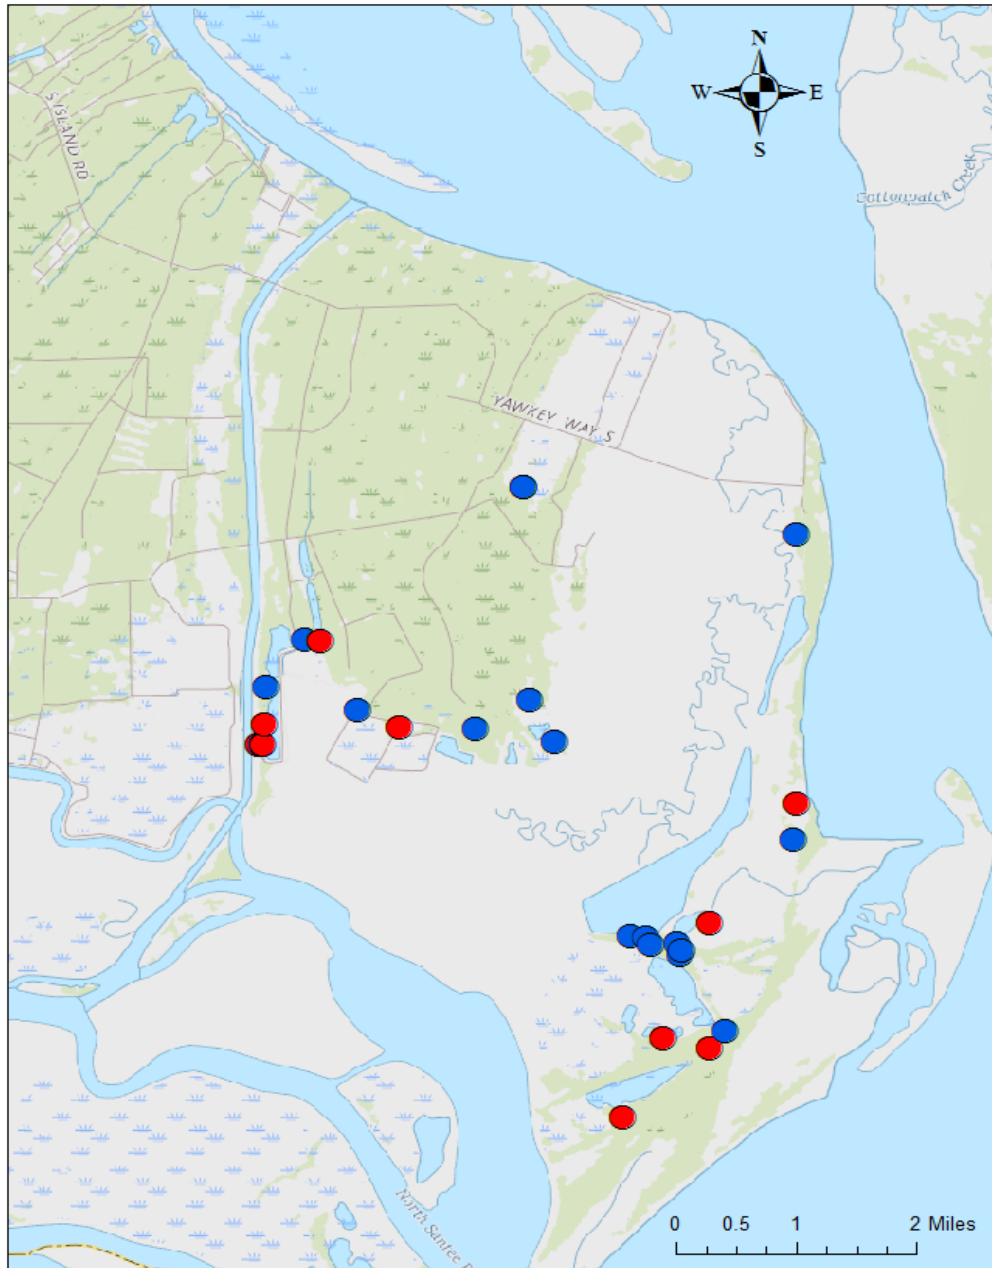 N
W E
S
S ISLAND RD
Cottonpatch Creek
YAWKEY WAY S
North Santee
0 0.5 1 2 Miles